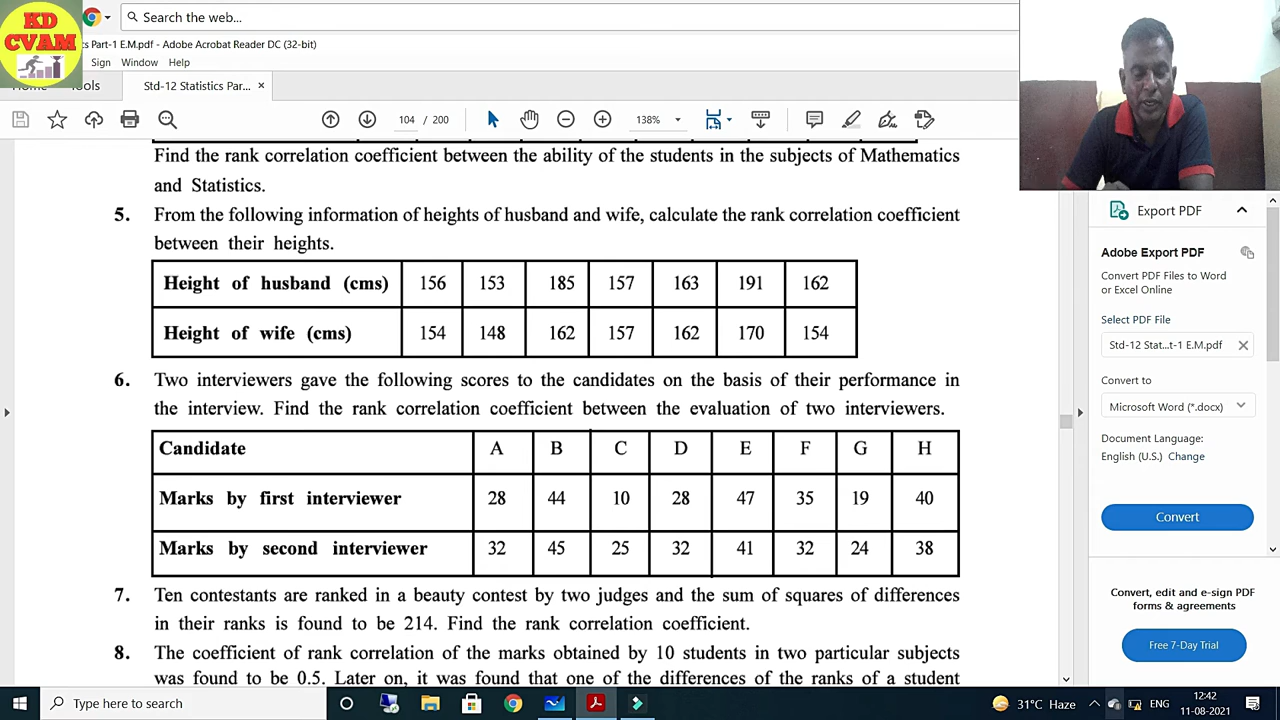 KD
CVAM
Search the web...
s Part-1 E.M.pdf - Adobe Acrobat Reader DC (32-bit)
Sign Window Help
Std-12 Statistics Par...
104 / 200
138%
Find the rank correlation coefficient between the ability of the students in the subjects of Mathematics
and Statistics.
5. From the following information of heights of husband and wife, calculate the rank correlation coefficient
between their heights.
Height of husband (cms) 156 153 185 157 163 191 162
Height of wife (cms) 154 148 162 157 162 170 154
6. Two interviewers gave the following scores to the candidates on the basis of their performance in
the interview. Find the rank correlation coefficient between the evaluation of two interviewers.
Candidate A B C D E F G H
Marks by first interviewer 28 44 10 28 47 35 19 40
Marks by second interviewer 32 45 25 32 41 32 24 38
7. Ten contestants are ranked in a beauty contest by two judges and the sum of squares of differences
in their ranks is found to be 214. Find the rank correlation coefficient.
8. The coefficient of rank correlation of the marks obtained by 10 students in two particular subjects
was found to be 0.5. Later on, it was found that one of the differences of the ranks of a student
Export PDF
Adobe Export PDF
Convert PDF Files to Word
or Excel Online
Select PDF File
Std-12 Stat...t-1 E.M.pdf
Convert to
Microsoft Word (*.docx)
Document Language:
English (U.S.) Change
Convert
Convert, edit and e-sign PDF
forms & agreements
Free 7-Day Trial
Type here to search
31°C Haze
ENG
12:42
11-08-2021